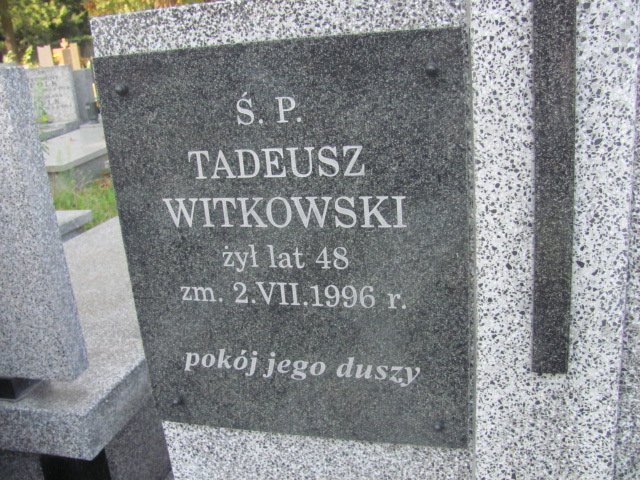 Ś. P.
TADEUSZ
WITKOWSKI
żył lat 48
zm. 2.VII.1996 r.
pokój jego duszy